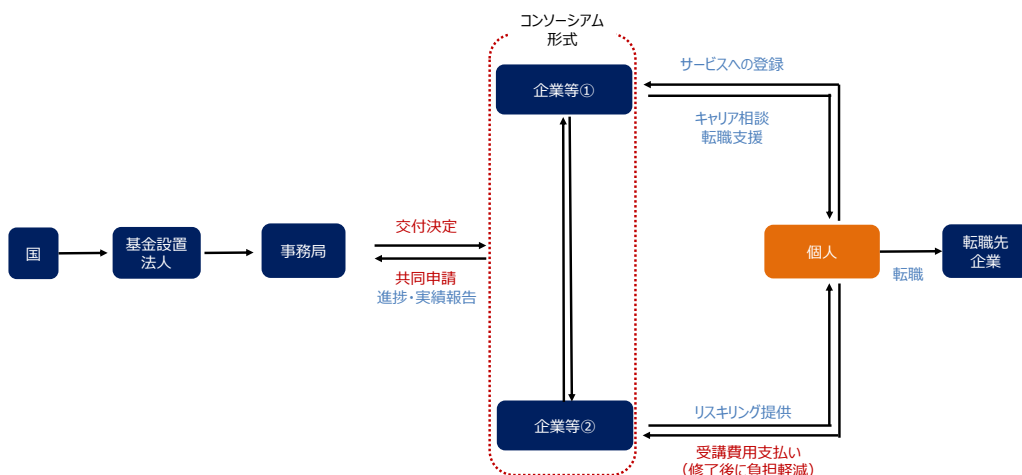 コンソーシアム
形式
企業等①
サービスへの登録
キャリア相談
転職支援
国
基金設置
法人
事務局
交付決定
共同申請
進捗・実績報告
個人
転職
転職先
企業
企業等②
リスキリング提供
受講費用支払い
（修了後に負担軽減）